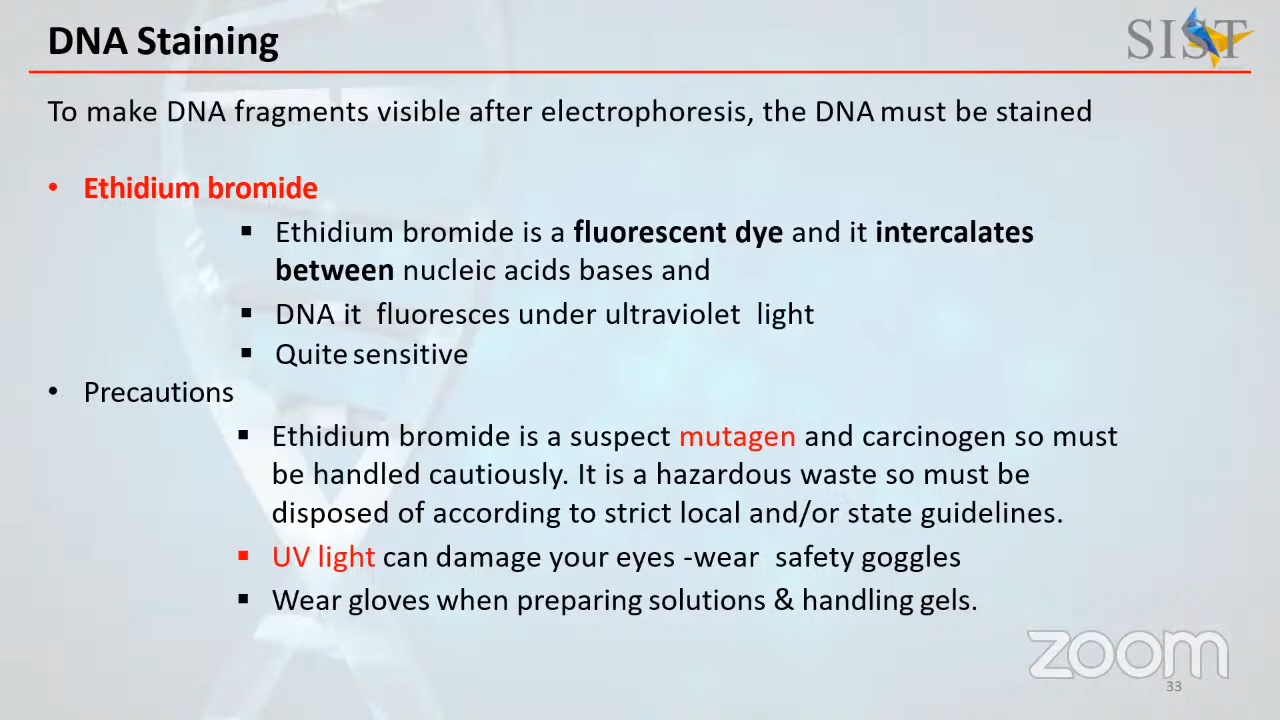 DNA Staining
SIST
To make DNA fragments visible after electrophoresis, the DNA must be stained
• Ethidium bromide
▪ Ethidium bromide is a fluorescent dye and it intercalates
between nucleic acids bases and
▪ DNA it fluoresces under ultraviolet light
▪ Quite sensitive
• Precautions
▪ Ethidium bromide is a suspect mutagen and carcinogen so must
be handled cautiously. It is a hazardous waste so must be
disposed of according to strict local and/or state guidelines.
▪ UV light can damage your eyes -wear safety goggles
▪ Wear gloves when preparing solutions & handling gels.
zoom
33